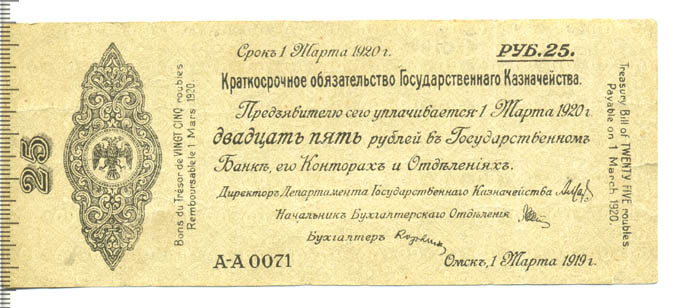 Срокъ 1 Марта 1920 г.
РУБ. 25.
Краткосрочное обязательство Государственнаго Казначейства.
Предъявителю сего уплачивается 1 Марта 1920 г.
двадцать пять рублей въ Государственномъ
Банкѣ, его Конторахъ и Отдѣленіяхъ.
Директоръ Департамента Государственнаго Казначейства
Начальникъ Бухгалтерскаго Отдѣленія
Бухгалтеръ
А-А 0071
Омскъ, 1 Марта 1919 г.
25
Bons du Trésor de VINGT CINQ roubles
Remboursable le 1 Mars 1920.
Treasury Bill of TWENTY FIVE roubles.
Payable on 1 March 1920.